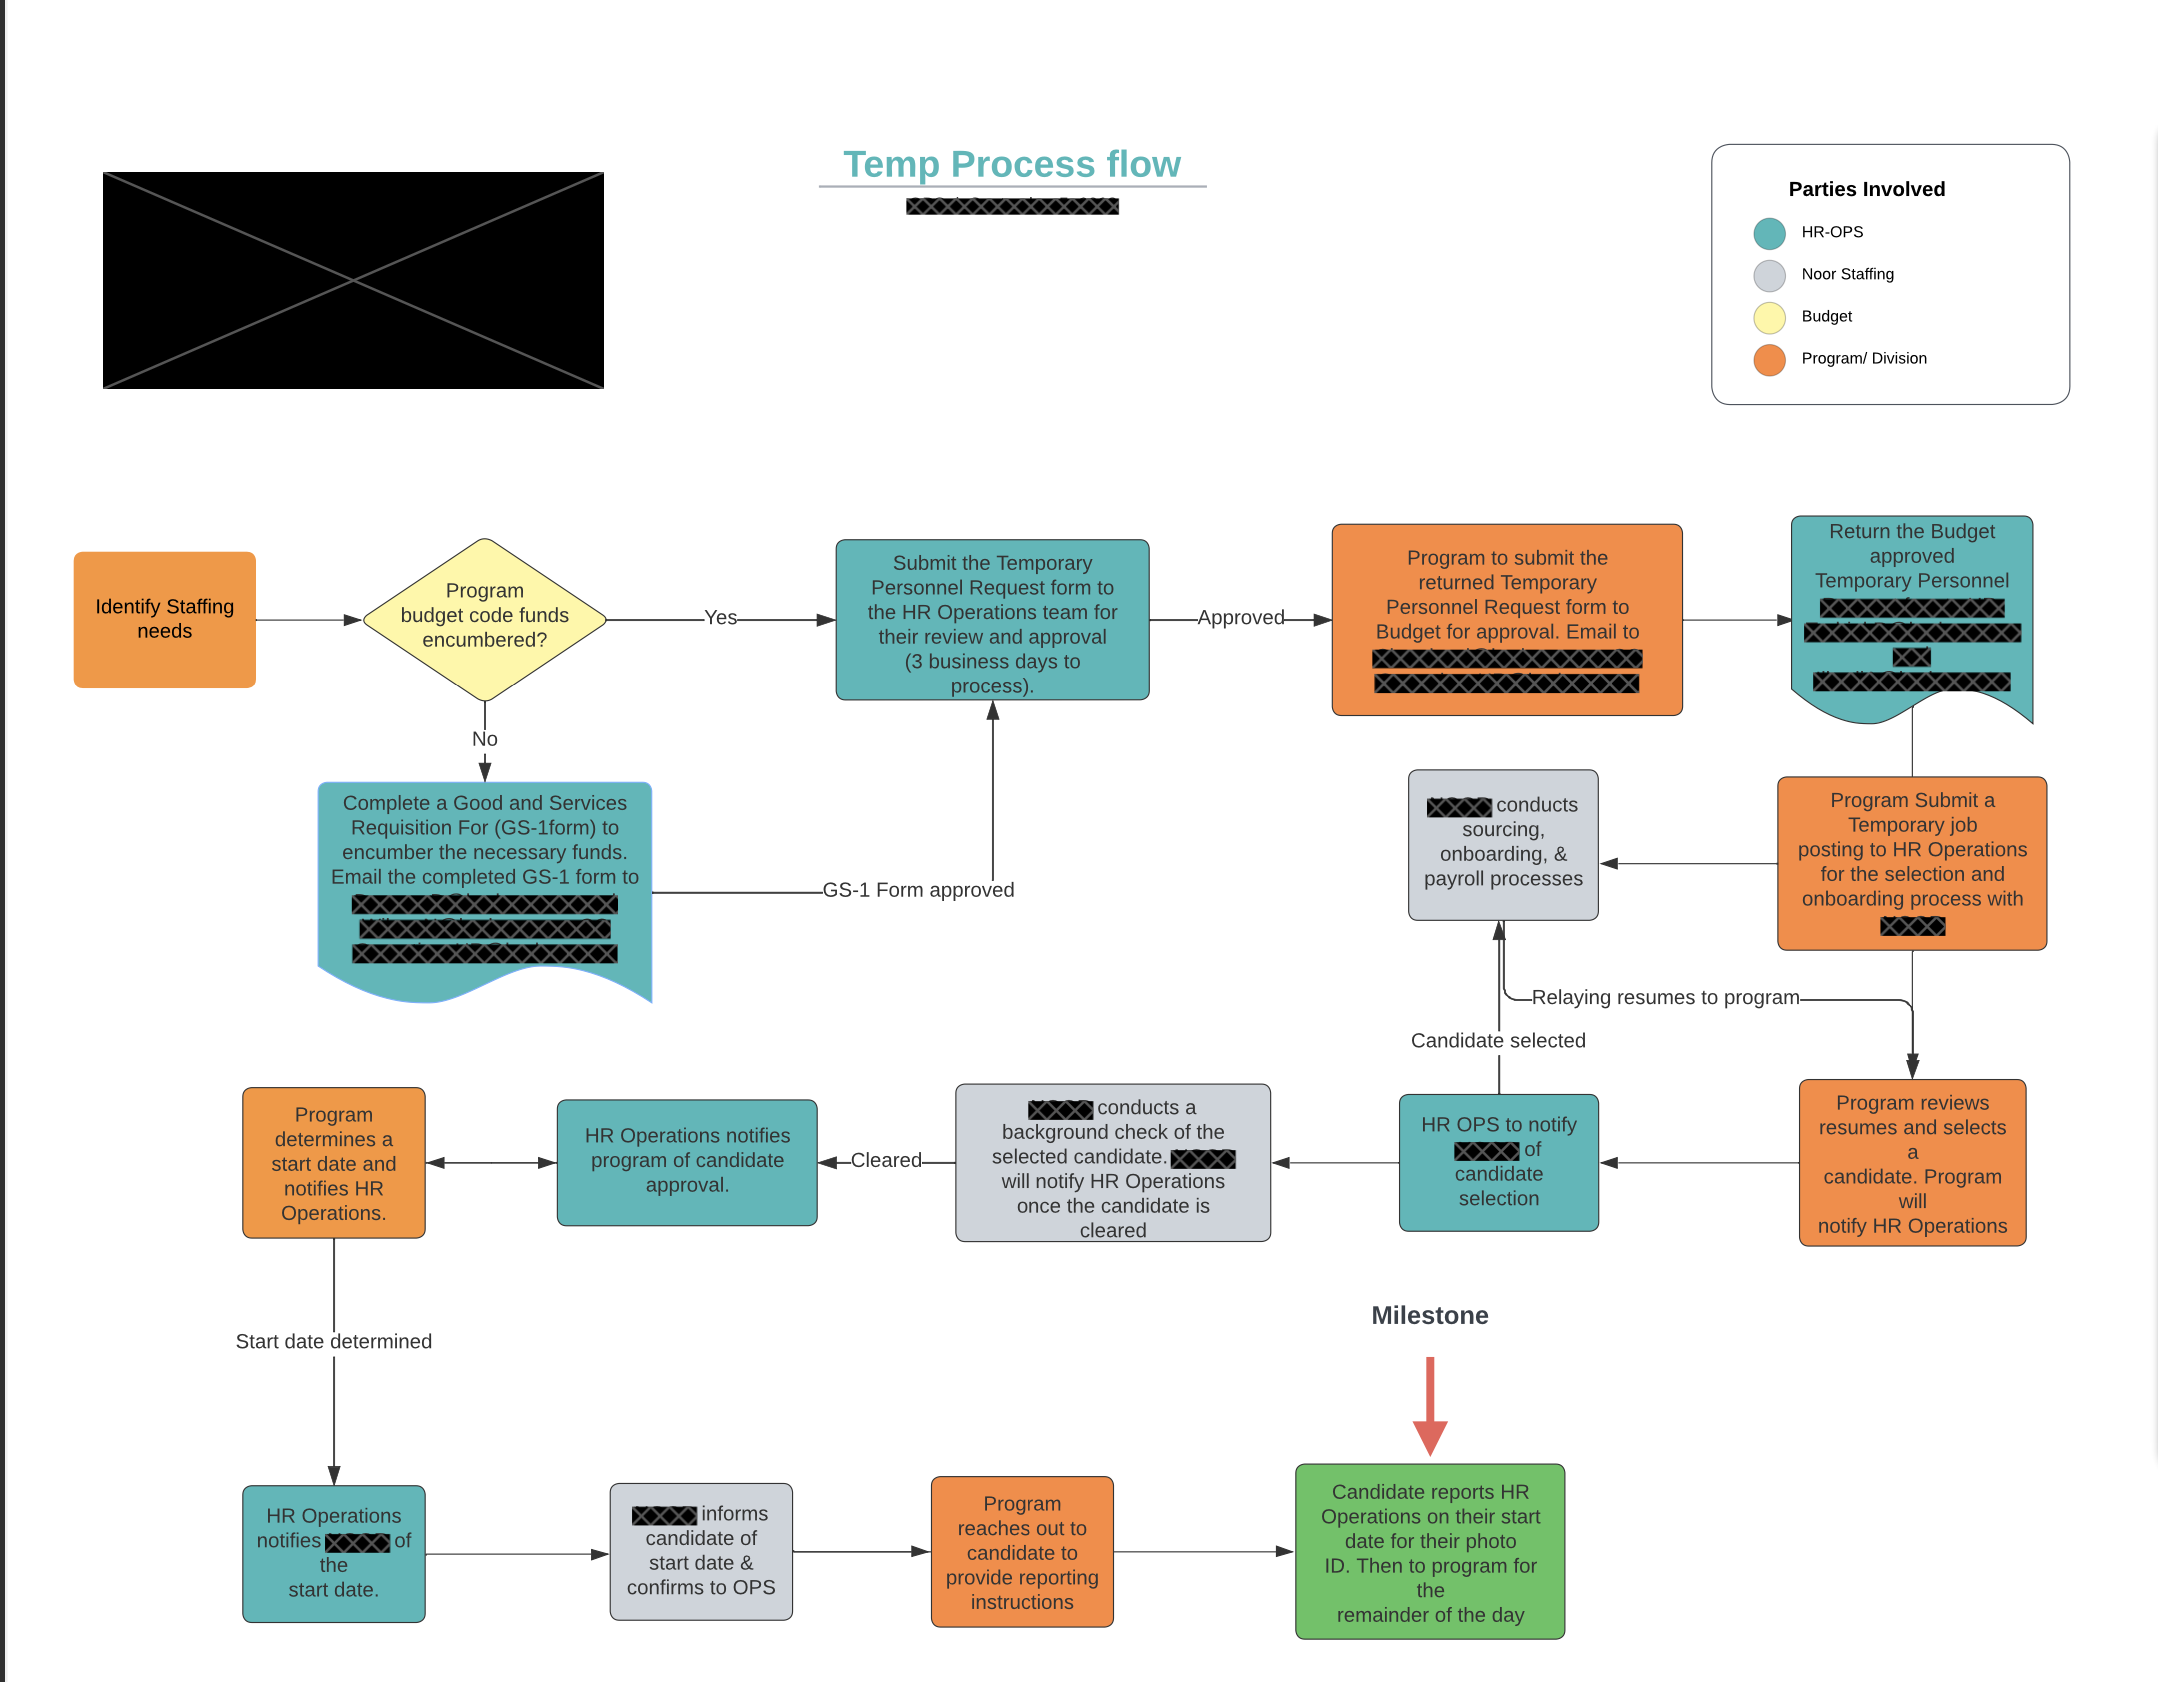 Temp Process flow
Parties Involved
HR-OPS
Noor Staffing
Budget
Program/ Division
Identify Staffing
needs
Program
budget code funds
encumbered?
Yes
Submit the Temporary
Personnel Request form to
the HR Operations team for
their review and approval
(3 business days to
process).
Approved
Program to submit the
returned Temporary
Personnel Request form to
Budget for approval. Email to
Return the Budget
approved
Temporary Personnel
No
Complete a Good and Services
Requisition For (GS-1form) to
encumber the necessary funds.
Email the completed GS-1 form to
GS-1 Form approved
conducts
sourcing,
onboarding, &
payroll processes
Program Submit a
Temporary job
posting to HR Operations
for the selection and
onboarding process with
Relaying resumes to program
Candidate selected
Program
determines a
start date and
notifies HR
Operations.
HR Operations notifies
program of candidate
approval.
Cleared
conducts a
background check of the
selected candidate.
will notify HR Operations
once the candidate is
cleared
HR OPS to notify
of
candidate
selection
Program reviews
resumes and selects
a
candidate. Program
will
notify HR Operations
Start date determined
Milestone
HR Operations
notifies of
the
start date.
informs
candidate of
start date &
confirms to OPS
Program
reaches out to
candidate to
provide reporting
instructions
Candidate reports HR
Operations on their start
date for their photo
ID. Then to program for
the
remainder of the day